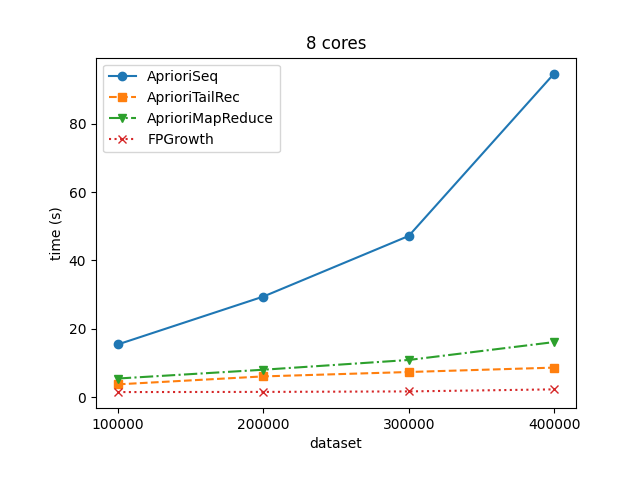 8 cores
AprioriSeq
AprioriTailRec
AprioriMapReduce
FPGrowth
time (s)
80
60
40
20
0
100000 200000 300000 400000
dataset